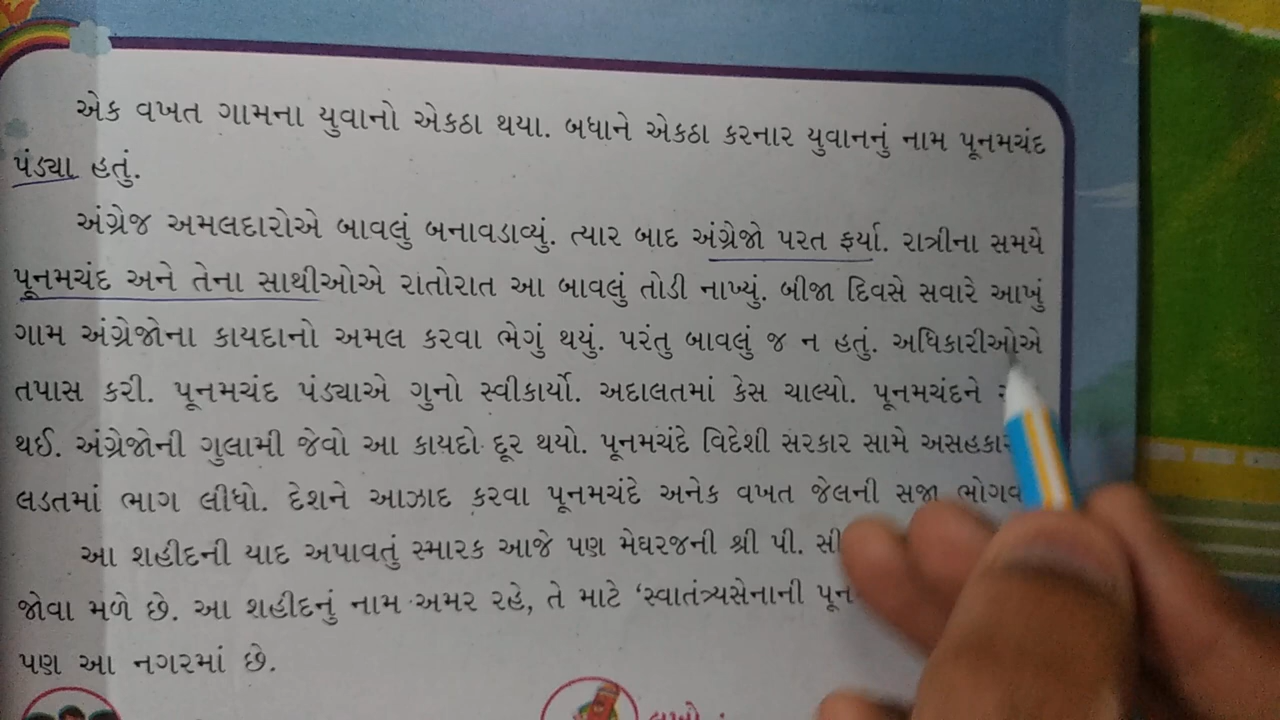 એક વખત ગામના યુવાનો એકઠા થયા. બધાને એકઠા કરનાર યુવાનનું નામ પૂનમચંદ
પંડ્યા હતું.
અંગ્રેજ અમલદારોએ બાવલું બનાવડાવ્યું. ત્યાર બાદ અંગ્રેજો પરત ફર્યા. રાત્રીના સમયે
પૂનમચંદ અને તેના સાથીઓએ રાતોરાત આ બાવલું તોડી નાખ્યું. બીજા દિવસે સવારે આખું
ગામ અંગ્રેજોના કાયદાનો અમલ કરવા ભેગું થયું. પરંતુ બાવલું જ ન હતું. અધિકારીઓએ
તપાસ કરી. પૂનમચંદ પંડ્યાએ ગુનો સ્વીકાર્યો. અદાલતમાં કેસ ચાલ્યો. પૂનમચંદને
થઈ. અંગ્રેજોની ગુલામી જેવો આ કાયદો દૂર થયો. પૂનમચંદે વિદેશી સરકાર સામે
લડતમાં ભાગ લીધો. દેશને આઝાદ કરવા પૂનમચંદે અનેક વખત જેલની સજા
આ શહીદની યાદ અપાવતું સ્મારક આજે પણ મેઘરજની શ્રી પી. સી
જોવા મળે છે. આ શહીદનું નામ અમર રહે, તે માટે ‘સ્વાતંત્ર્યસેનાની
પણ આ નગરમાં છે.